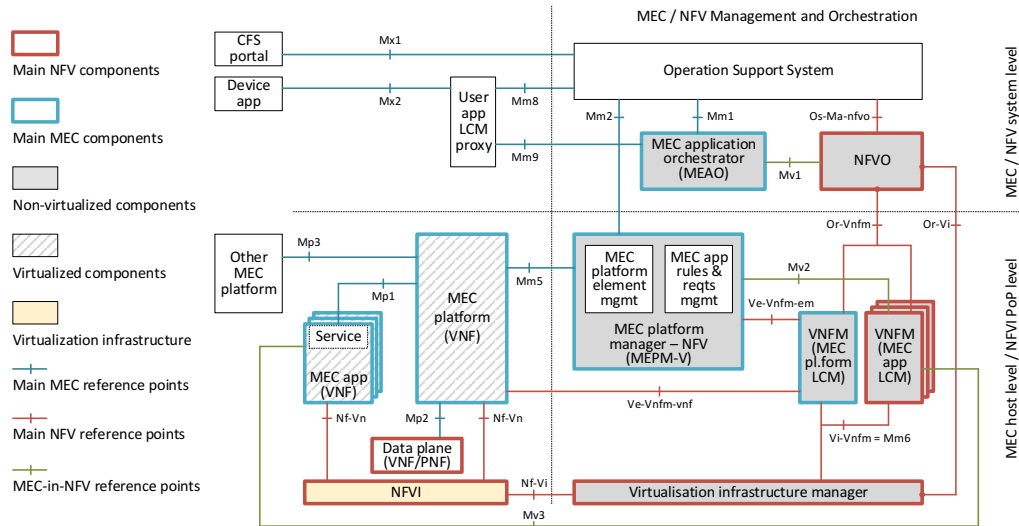 Main NFV components
Main MEC components
Non-virtualized components
Virtualized components
Virtualization infrastructure
Main MEC reference points
Main NFV reference points
MEC-in-NFV reference points
MEC / NFV Management and Orchestration
CFS
portal
Mx1
Operation Support System
Device
app
Mx2
User
app
LCM
proxy
Mm8
Mm9
Mm2
Mm1
Os-Ma-nfvo
MEC application
orchestrator
(MEAO)
Mv1
NFVO
MEC / NFV system level
Or-Vnfm
Or-Vi
Other
MEC
platform
Mp3
Mp1
Service
MEC app
(VNF)
MEC
platform
(VNF)
Mm5
MEC
platform
element
mgmt
MEC app
rules &
reqts
mgmt
MEC platform
manager – NFV
(MEPM-V)
Mv2
Ve-Vnfm-em
VNFM
(MEC
pl.form
LCM)
VNFM
(MEC
app
LCM)
Ve-Vnfm-vnf
Nf-Vn
Mp2
Nf-Vn
Vi-Vnfm = Mm6
Data plane
(VNF/PNF)
NFVI
Nf-Vi
Virtualisation infrastructure manager
Mv3
MEC host level / NFVI PoP level